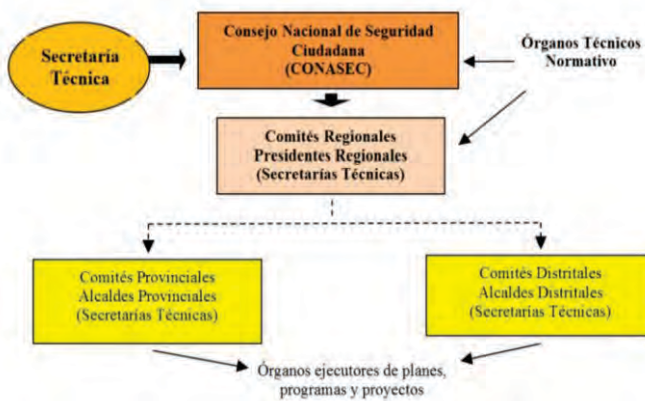 Secretaría
Técnica
Consejo Nacional de Seguridad
Ciudadana
(CONASEC)
Órganos Técnicos
Normativo
Comités Regionales
Presidentes Regionales
(Secretarías Técnicas)
Comités Provinciales
Alcaldes Provinciales
(Secretarías Técnicas)
Comités Distritales
Alcaldes Distritales
(Secretarías Técnicas)
Órganos ejecutores de planes,
programas y proyectos